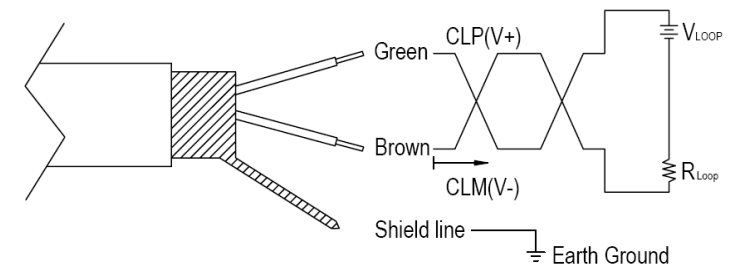 Green CLP(V+) VLOOP
Brown RLoop
CLM(V-)
Shield line
Earth Ground